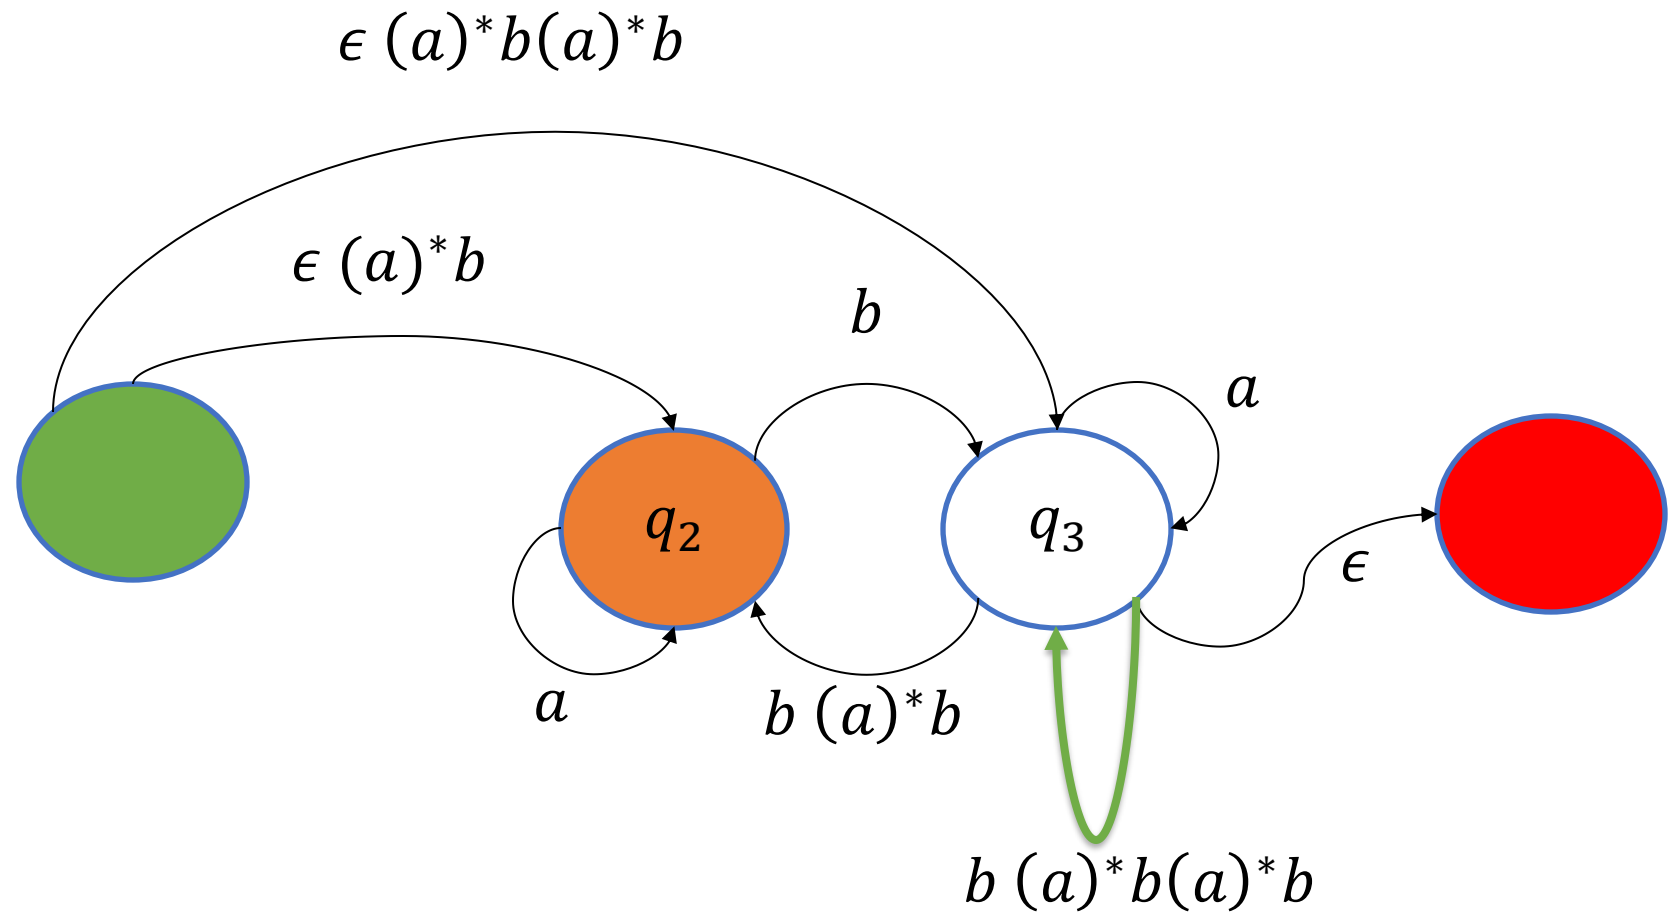 ϵ (a)*b(a)*b
ϵ (a)*b
b
a
q₂
q₃
ϵ
a
b (a)*b
b (a)*b(a)*b